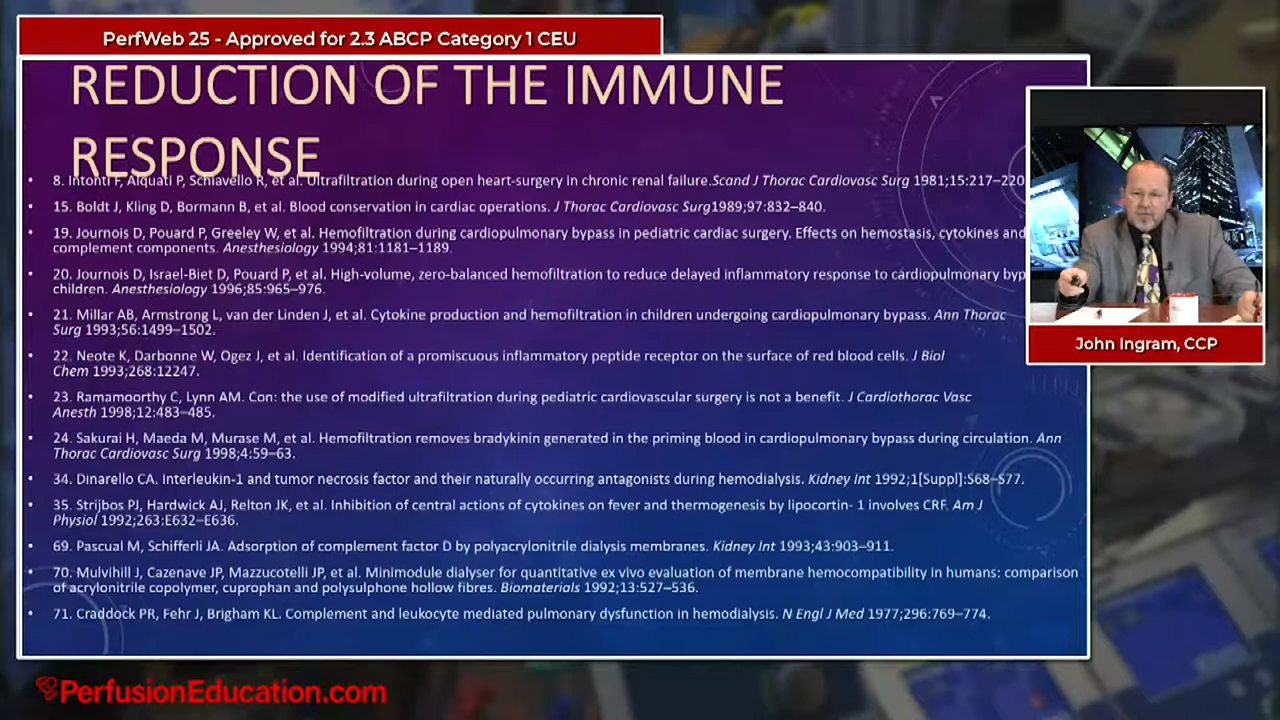 PerfWeb 25 - Approved for 2.3 ABCP Category 1 CEU
REDUCTION OF THE IMMUNE
RESPONSE
• 8. Intonti F, Alquati P, Schiavello R, et al. Ultrafiltration during open heart-surgery in chronic renal failure.Scand J Thorac Cardiovasc Surg 1981;15:217–220
• 15. Boldt J, Kling D, Bormann B, et al. Blood conservation in cardiac operations. J Thorac Cardiovasc Surg1989;97:832–840.
• 19. Journois D, Pouard P, Greeley W, et al. Hemofiltration during cardiopulmonary bypass in pediatric cardiac surgery. Effects on hemostasis, cytokines and
complement components. Anesthesiology 1994;81:1181–1189.
• 20. Journois D, Israel-Biet D, Pouard P, et al. High-volume, zero-balanced hemofiltration to reduce delayed inflammatory response to cardiopulmonary byp
children. Anesthesiology 1996;85:965–976.
• 21. Millar AB, Armstrong L, van der Linden J, et al. Cytokine production and hemofiltration in children undergoing cardiopulmonary bypass. Ann Thorac
Surg 1993;56:1499–1502.
• 22. Neote K, Darbonne W, Ogez J, et al. Identification of a promiscuous inflammatory peptide receptor on the surface of red blood cells. J Biol
Chem 1993;268:12247.
• 23. Ramamoorthy C, Lynn AM. Con: the use of modified ultrafiltration during pediatric cardiovascular surgery is not a benefit. J Cardiothorac Vasc
Anesth 1998;12:483–485.
• 24. Sakurai H, Maeda M, Murase M, et al. Hemofiltration removes bradykinin generated in the priming blood in cardiopulmonary bypass during circulation. Ann
Thorac Cardiovasc Surg 1998;4:59–63.
• 34. Dinarello CA. Interleukin-1 and tumor necrosis factor and their naturally occurring antagonists during hemodialysis. Kidney Int 1992;1[Suppl]:S68–S77.
• 35. Strijbos PJ, Hardwick AJ, Relton JK, et al. Inhibition of central actions of cytokines on fever and thermogenesis by lipocortin- 1 involves CRF. Am J
Physiol 1992;263:E632–E636.
• 69. Pascual M, Schifferli JA. Adsorption of complement factor D by polyacrylonitrile dialysis membranes. Kidney Int 1993;43:903–911.
• 70. Mulvihill J, Cazenave JP, Mazzucotelli JP, et al. Minimodule dialyser for quantitative ex vivo evaluation of membrane hemocompatibility in humans: comparison
of acrylonitrile copolymer, cuprophan and polysulphone hollow fibres. Biomaterials 1992;13:527–536.
• 71. Craddock PR, Fehr J, Brigham KL. Complement and leukocyte mediated pulmonary dysfunction in hemodialysis. N Engl J Med 1977;296:769–774.
John Ingram, CCP
PerfusionEducation.com